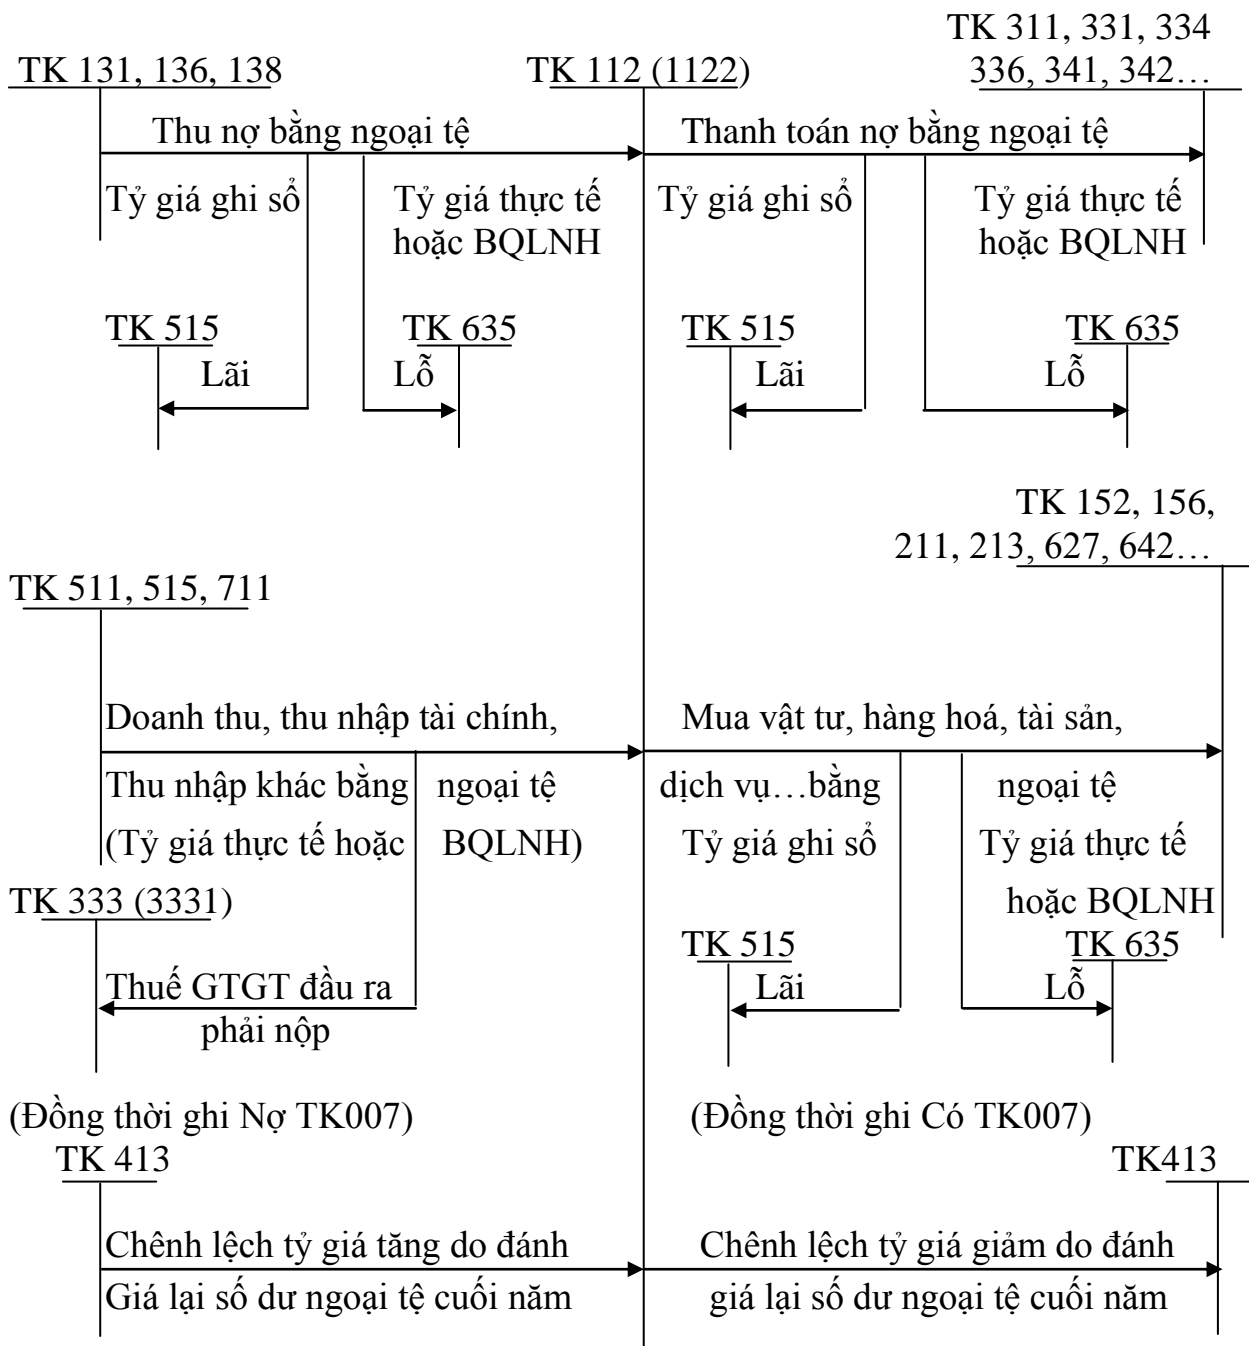 TK 311, 331, 334
TK 131, 136, 138
TK 112 (1122)
336, 341, 342…
Thu nợ bằng ngoại tệ
Thanh toán nợ bằng ngoại tệ
Tỷ giá ghi sổ
Tỷ giá thực tế
hoặc BQLNH
Tỷ giá ghi sổ
Tỷ giá thực tế
hoặc BQLNH
TK 515
TK 635
TK 515
TK 635
Lãi
Lỗ
Lãi
Lỗ
TK 152, 156,
211, 213, 627, 642…
TK 511, 515, 711
Doanh thu, thu nhập tài chính,
Mua vật tư, hàng hoá, tài sản,
Thu nhập khác bằng ngoại tệ
dịch vụ…bằng ngoại tệ
(Tỷ giá thực tế hoặc BQLNH)
Tỷ giá ghi sổ
Tỷ giá thực tế
hoặc BQLNH
TK 333 (3331)
TK 515
TK 635
Thuế GTGT đầu ra
phải nộp
Lãi
Lỗ
(Đồng thời ghi Nợ TK007)
(Đồng thời ghi Có TK007)
TK 413
TK413
Chênh lệch tỷ giá tăng do đánh
Giá lại số dư ngoại tệ cuối năm
Chênh lệch tỷ giá giảm do đánh
giá lại số dư ngoại tệ cuối năm